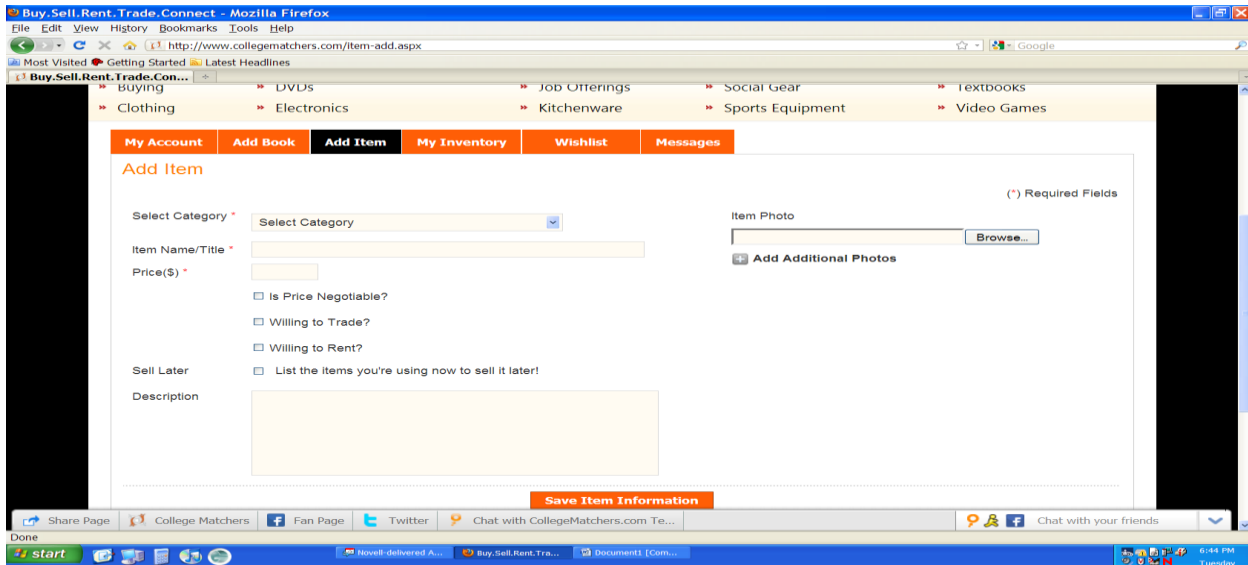 Buy.Sell.Rent.Trade.Connect - Mozilla Firefox
File Edit View History Bookmarks Tools Help
http://www.collegematchers.com/item-add.aspx Google
Most Visited Getting Started Latest Headlines
Buy.Sell.Rent.Trade.Con...
Buying DVDs Job Offerings Social Gear Textbooks
Clothing Electronics Kitchenware Sports Equipment Video Games
My Account Add Book Add Item My Inventory Wishlist Messages
Add Item
(*) Required Fields
Select Category * Select Category Item Photo
Browse...
Item Name/Title *
Add Additional Photos
Price($) *
Is Price Negotiable?
Willing to Trade?
Willing to Rent?
Sell Later List the items you're using now to sell it later!
Description
Save Item Information
Share Page College Matchers Fan Page Twitter Chat with CollegeMatchers.com Te... Chat with your friends
Done
start Novell-delivered A... Buy.Sell.Rent.Tra... Document1 [Com... 6:44 PM
Tuesday